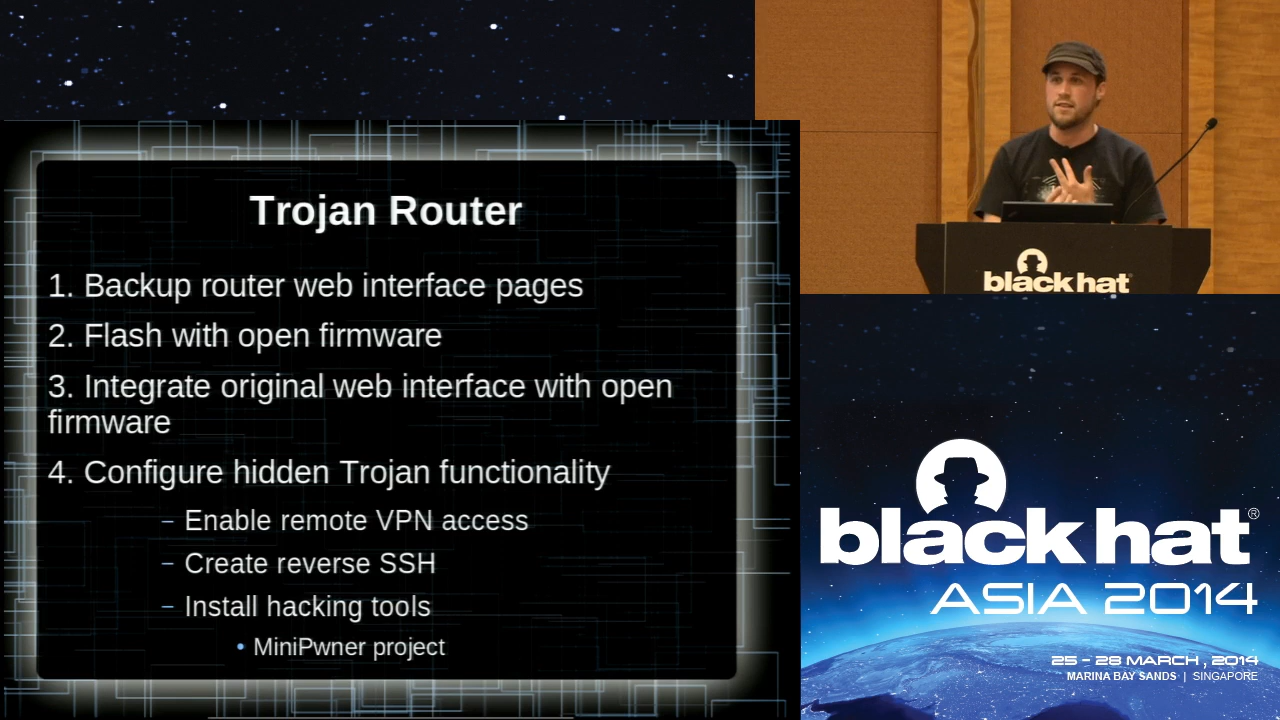 Trojan Router
1. Backup router web interface pages
2. Flash with open firmware
3. Integrate original web interface with open
firmware
4. Configure hidden Trojan functionality
– Enable remote VPN access
– Create reverse SSH
– Install hacking tools
• MiniPwner project
black hat
black hat®
ASIA 2014
25 - 28 MARCH , 2014
MARINA BAY SANDS | SINGAPORE